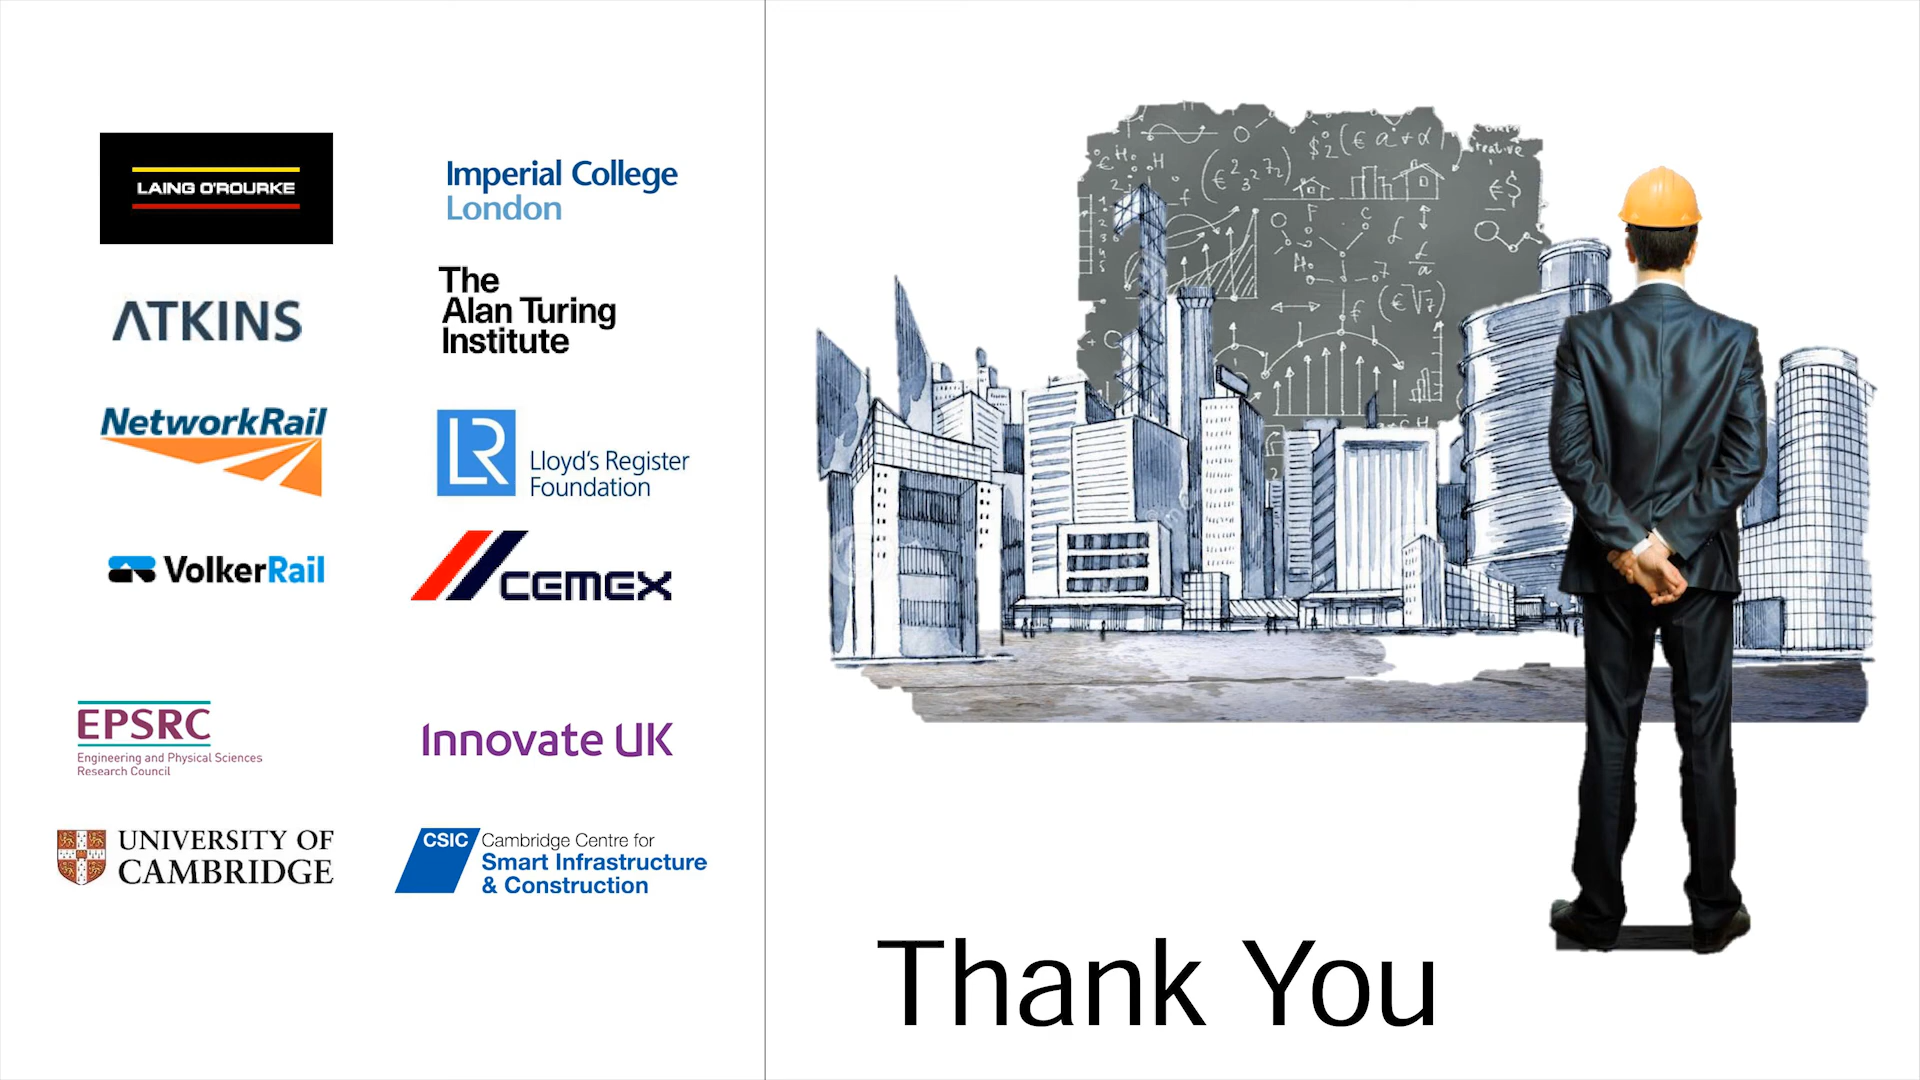 LAING O'ROURKE
Imperial College
London
ATKINS
The
Alan Turing
Institute
NetworkRail
LR
Lloyd's Register
Foundation
VolkerRail
CEMEX
EPSRC
Engineering and Physical Sciences
Research Council
Innovate UK
UNIVERSITY OF
CAMBRIDGE
CSIC
Cambridge Centre for
Smart Infrastructure
& Construction
Thank You